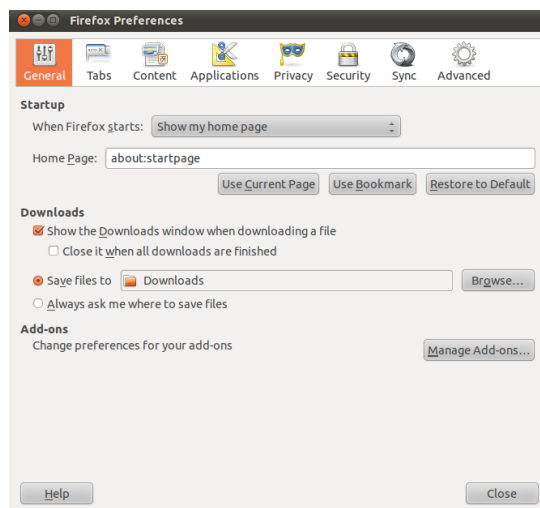 Firefox Preferences
General Tabs Content Applications Privacy Security Sync Advanced
Startup
When Firefox starts: Show my home page
Home Page: about:startpage
Use Current Page Use Bookmark Restore to Default
Downloads
Show the Downloads window when downloading a file
Close it when all downloads are finished
Save files to Downloads Browse...
Always ask me where to save files
Add-ons
Change preferences for your add-ons
Manage Add-ons...
Help Close